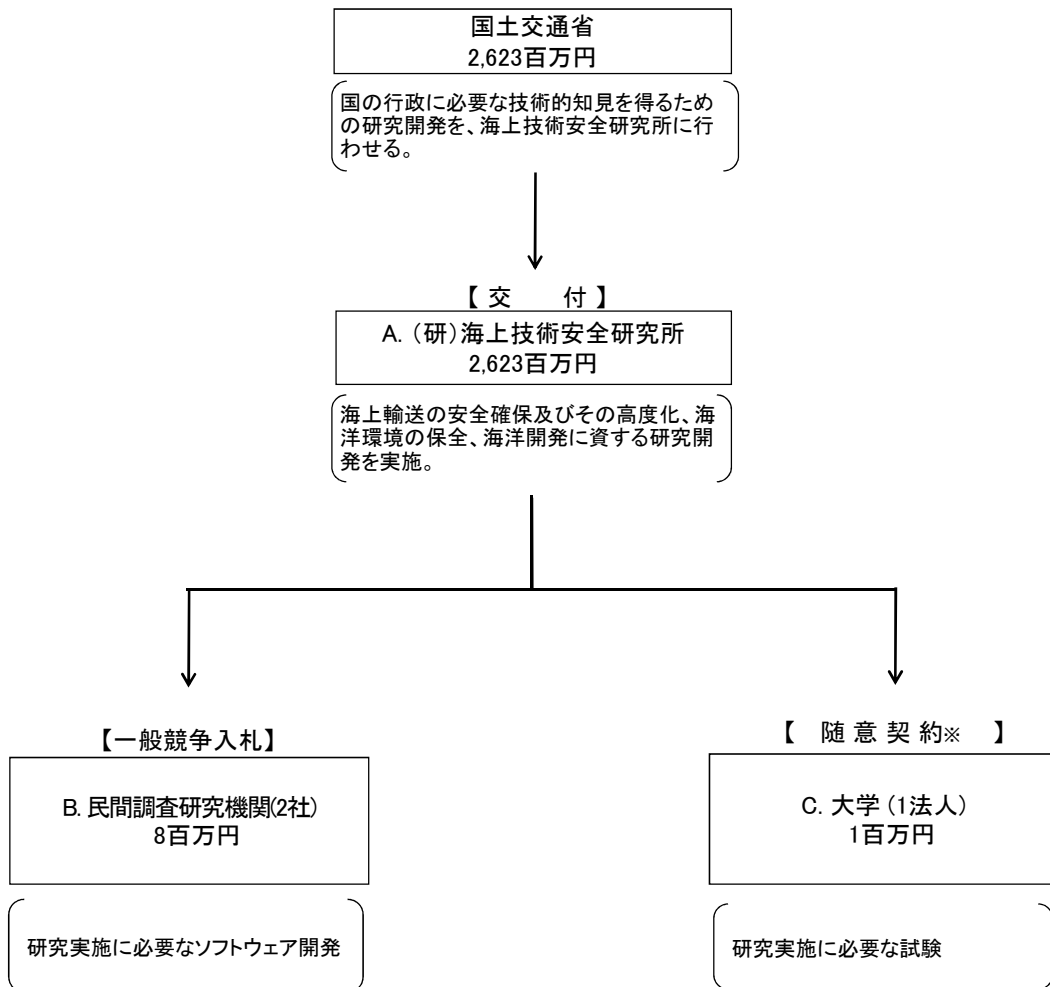 国土交通省
2,623百万円
国の行政に必要な技術的知見を得るため
の研究開発を、海上技術安全研究所に行
わせる。
【 交　　付 】
A. (研)海上技術安全研究所
2,623百万円
海上輸送の安全確保及びその高度化、海
洋環境の保全、海洋開発に資する研究開
発を実施。
【一般競争入札】
B. 民間調査研究機関(2社)
8百万円
研究実施に必要なソフトウェア開発
【　随 意 契 約※　】
C. 大学 (1法人)
1百万円
研究実施に必要な試験